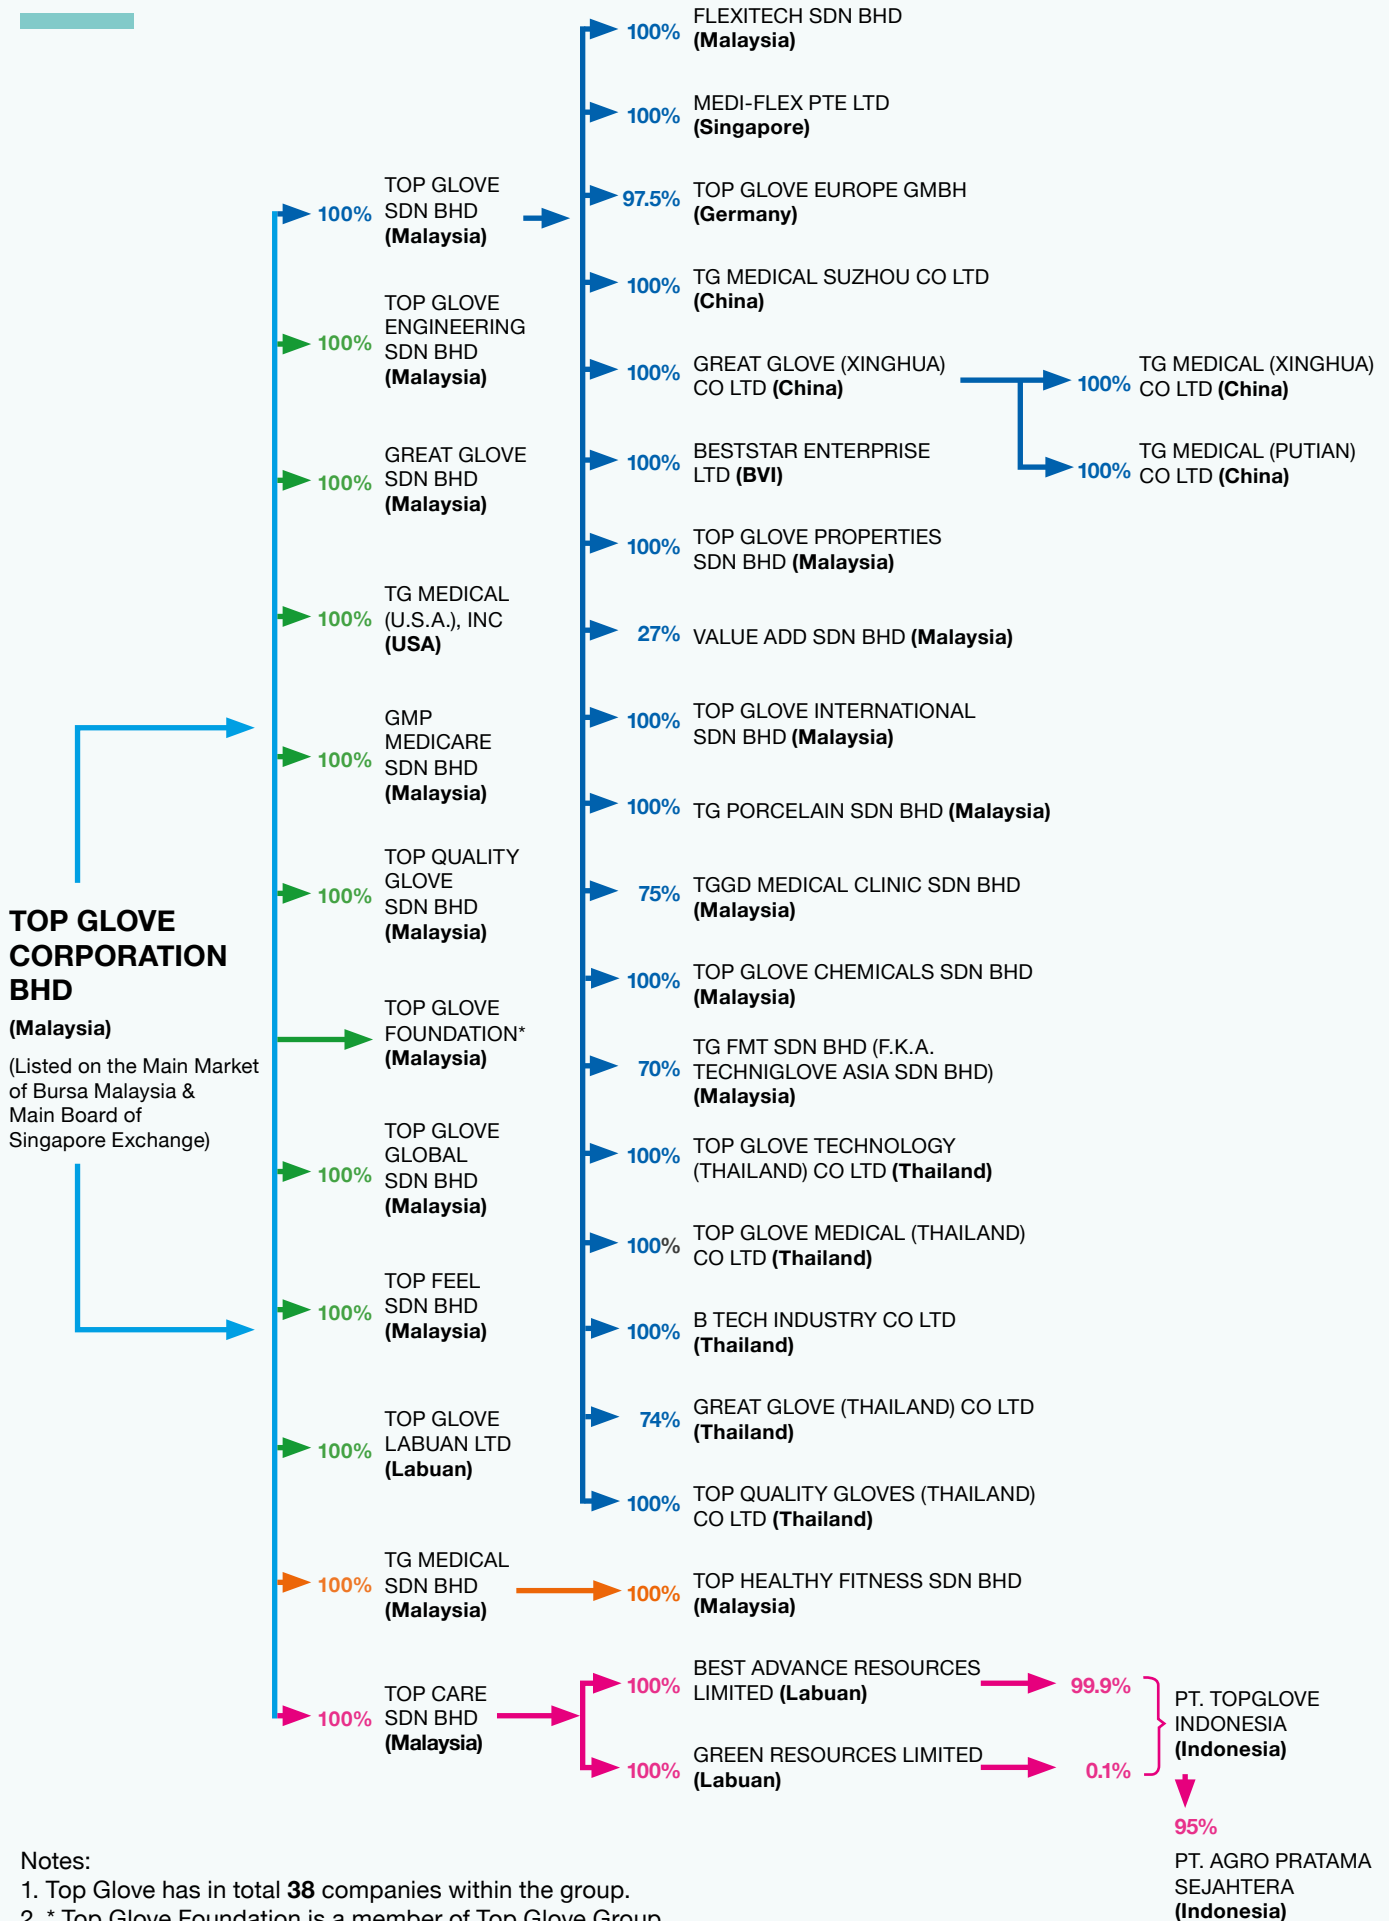 TOP GLOVE
CORPORATION
BHD
(Malaysia)
(Listed on the Main Market
of Bursa Malaysia &
Main Board of
Singapore Exchange)
100%
TOP GLOVE
SDN BHD
(Malaysia)
100%
TOP GLOVE
ENGINEERING
SDN BHD
(Malaysia)
100%
GREAT GLOVE
SDN BHD
(Malaysia)
100%
TG MEDICAL
(U.S.A.), INC
(USA)
100%
GMP
MEDICARE
SDN BHD
(Malaysia)
100%
TOP QUALITY
GLOVE
SDN BHD
(Malaysia)
TOP GLOVE
FOUNDATION*
(Malaysia)
100%
TOP GLOVE
GLOBAL
SDN BHD
(Malaysia)
100%
TOP FEEL
SDN BHD
(Malaysia)
100%
TOP GLOVE
LABUAN LTD
(Labuan)
100%
TG MEDICAL
SDN BHD
(Malaysia)
100%
TOP CARE
SDN BHD
(Malaysia)
100%
FLEXITECH SDN BHD
(Malaysia)
100%
MEDI-FLEX PTE LTD
(Singapore)
97.5%
TOP GLOVE EUROPE GMBH
(Germany)
100%
TG MEDICAL SUZHOU CO LTD
(China)
100%
GREAT GLOVE (XINGHUA)
CO LTD (China)
100%
TG MEDICAL (XINGHUA)
CO LTD (China)
100%
TG MEDICAL (PUTIAN)
CO LTD (China)
100%
BESTSTAR ENTERPRISE
LTD (BVI)
100%
TOP GLOVE PROPERTIES
SDN BHD (Malaysia)
27%
VALUE ADD SDN BHD (Malaysia)
100%
TOP GLOVE INTERNATIONAL
SDN BHD (Malaysia)
100%
TG PORCELAIN SDN BHD (Malaysia)
75%
TGGD MEDICAL CLINIC SDN BHD
(Malaysia)
100%
TOP GLOVE CHEMICALS SDN BHD
(Malaysia)
70%
TG FMT SDN BHD (F.K.A.
TECHNIGLOVE ASIA SDN BHD)
(Malaysia)
100%
TOP GLOVE TECHNOLOGY
(THAILAND) CO LTD (Thailand)
100%
TOP GLOVE MEDICAL (THAILAND)
CO LTD (Thailand)
100%
B TECH INDUSTRY CO LTD
(Thailand)
74%
GREAT GLOVE (THAILAND) CO LTD
(Thailand)
100%
TOP QUALITY GLOVES (THAILAND)
CO LTD (Thailand)
100%
TOP HEALTHY FITNESS SDN BHD
(Malaysia)
100%
BEST ADVANCE RESOURCES
LIMITED (Labuan)
99.9%
100%
GREEN RESOURCES LIMITED
(Labuan)
0.1%
PT. TOPGLOVE
INDONESIA
(Indonesia)
95%
PT. AGRO PRATAMA
SEJAHTERA
(Indonesia)
Notes:
1. Top Glove has in total 38 companies within the group.
2. * Top Glove Foundation is a member of Top Glove Group